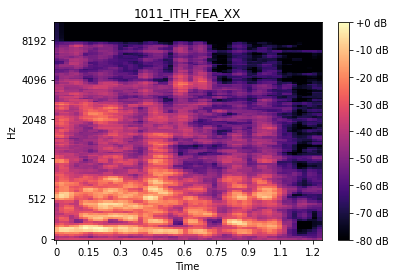 1011_ITH_FEA_XX
+0 dB
8192
-10 dB
4096
-20 dB
-30 dB
2048
Hz
-40 dB
1024
-50 dB
512
-60 dB
-70 dB
0
-80 dB
0 0.15 0.3 0.45 0.6 0.75 0.9 1.1 1.2
Time